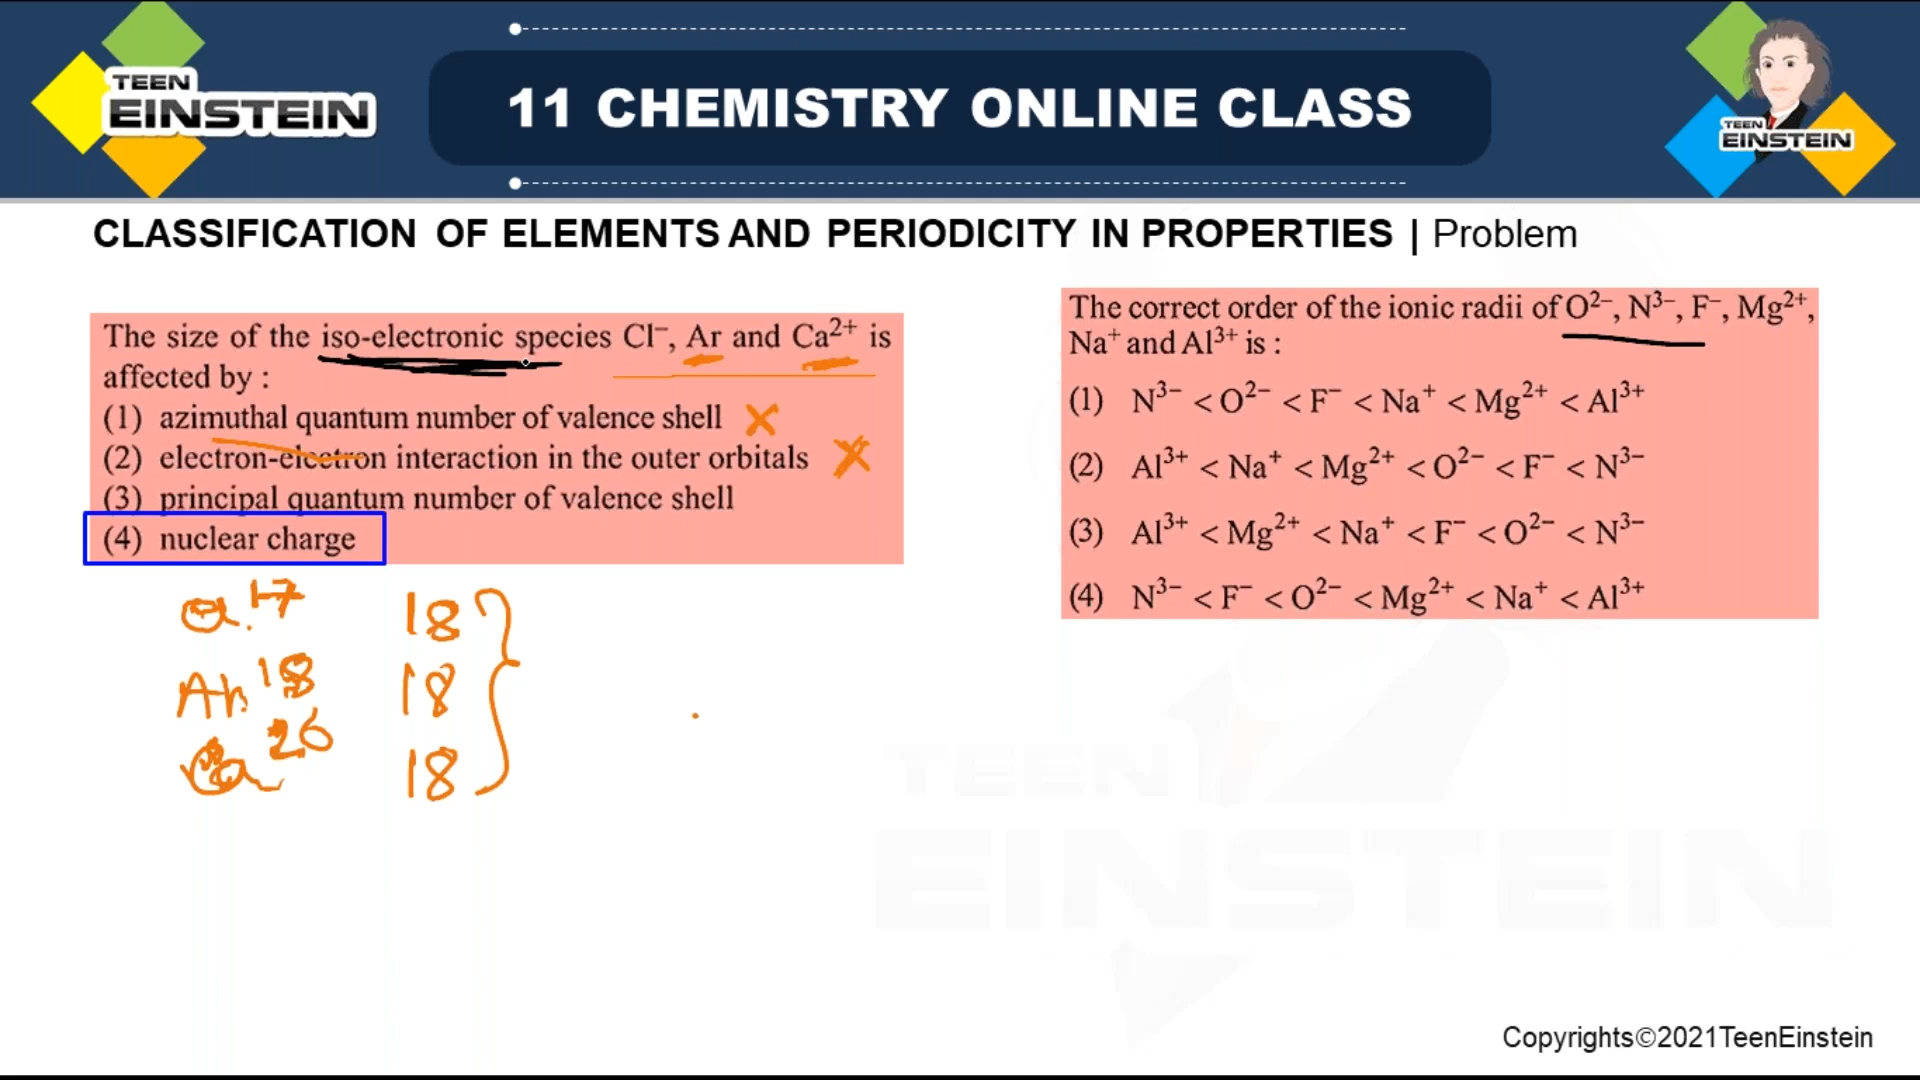 TEEN
EINSTEIN
11 CHEMISTRY ONLINE CLASS
TEEN
EINSTEIN
CLASSIFICATION OF ELEMENTS AND PERIODICITY IN PROPERTIES | Problem
The size of the iso-electronic species Cl⁻, Ar and Ca²⁺ is
affected by :
(1) azimuthal quantum number of valence shell
(2) electron-electron interaction in the outer orbitals
(3) principal quantum number of valence shell
(4) nuclear charge
17 18
Ar 18 18
18
The correct order of the ionic radii of O²⁻, N³⁻, F⁻, Mg²⁺,
Na⁺ and Al³⁺ is :
(1) N³⁻ < O²⁻ < F⁻ < Na⁺ < Mg²⁺ < Al³⁺
(2) Al³⁺ < Na⁺ < Mg²⁺ < O²⁻ < F⁻ < N³⁻
(3) Al³⁺ < Mg²⁺ < Na⁺ < F⁻ < O²⁻ < N³⁻
(4) N³⁻ < F⁻ < O²⁻ < Mg²⁺ < Na⁺ < Al³⁺
TEEN
EINSTEIN
Copyrights©2021TeenEinstein